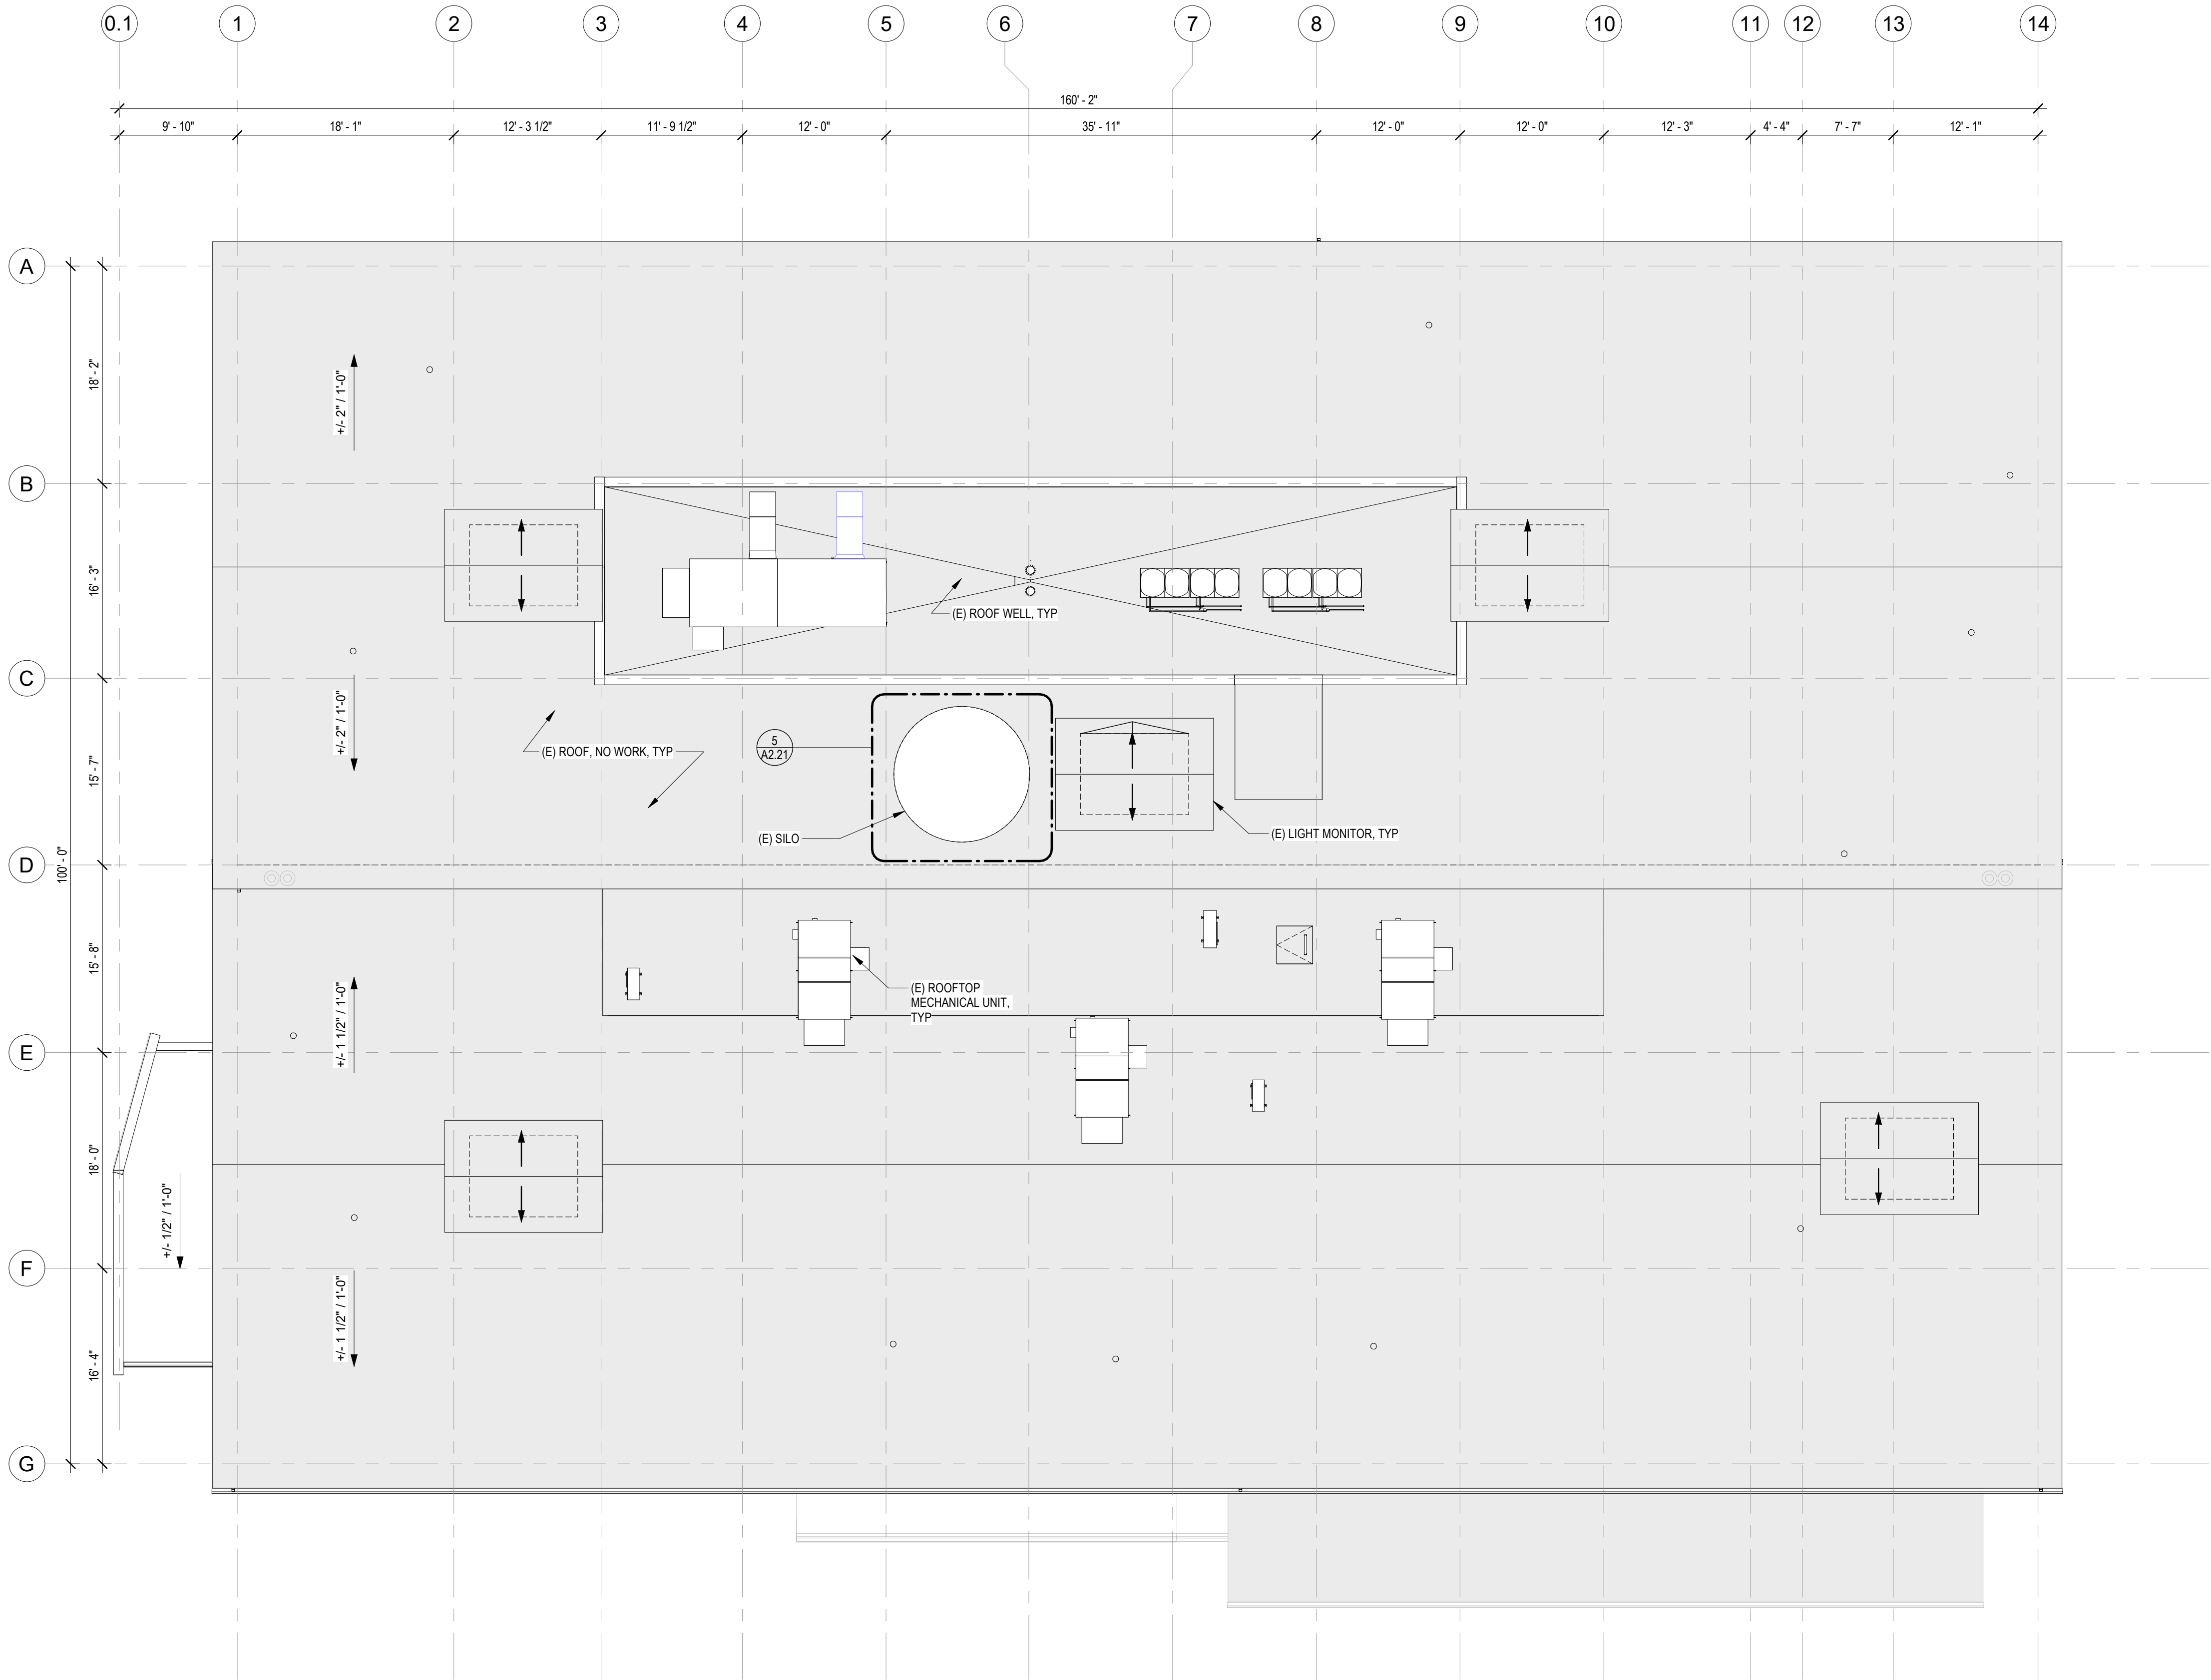 0.1 1 2 3 4 5 6 7 8 9 10 11 12 13 14
160' - 2"
9' - 10" 18' - 1" 12' - 3 1/2" 11' - 9 1/2" 12' - 0" 35' - 11" 12' - 0" 12' - 0" 12' - 3" 4' - 4" 7' - 7" 12' - 1"
A
18' - 2"
+/- 2" / 1'-0"
B
16' - 3"
(E) ROOF WELL, TYP
C
+/- 2" / 1'-0"
15' - 7"
(E) ROOF, NO WORK, TYP
5
A2.21
(E) SILO
(E) LIGHT MONITOR, TYP
D
100' - 0"
15' - 8"
(E) ROOFTOP
MECHANICAL UNIT,
TYP
+/- 1 1/2" / 1'-0"
E
18' - 0"
+/- 1/2" / 1'-0"
F
+/- 1 1/2" / 1'-0"
16' - 4"
G